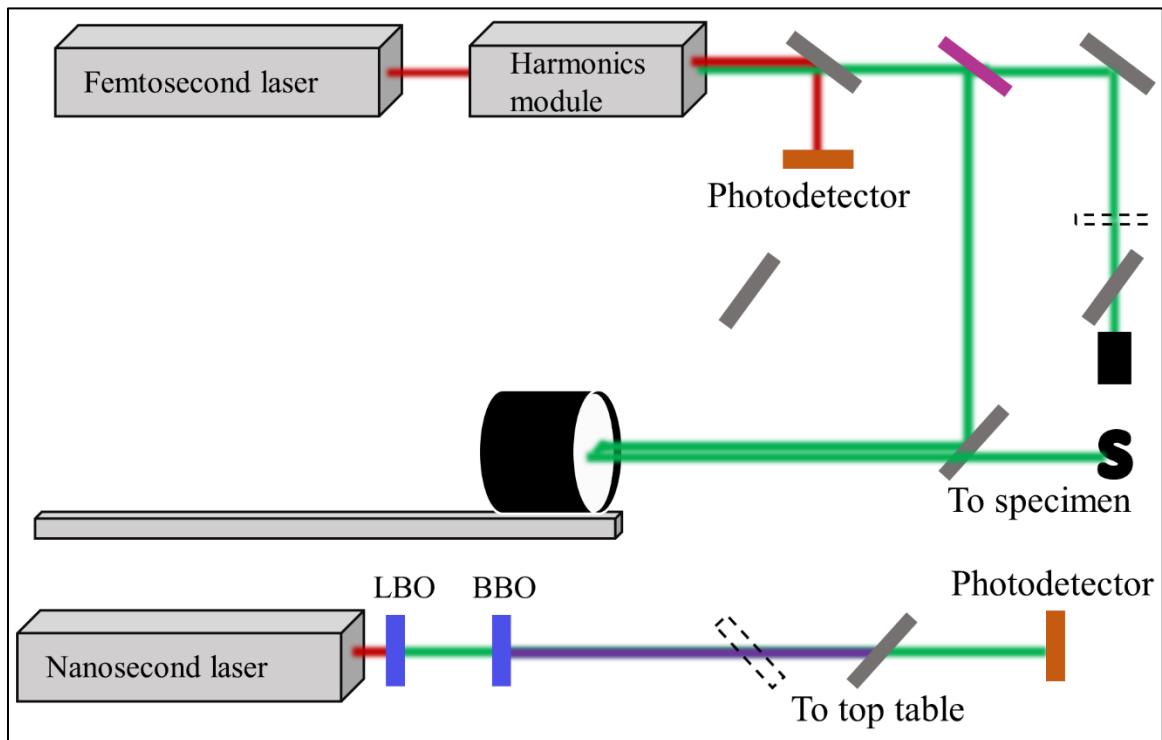 Femtosecond laser
Harmonics
module
Photodetector
To specimen
LBO
BBO
Photodetector
Nanosecond laser
To top table